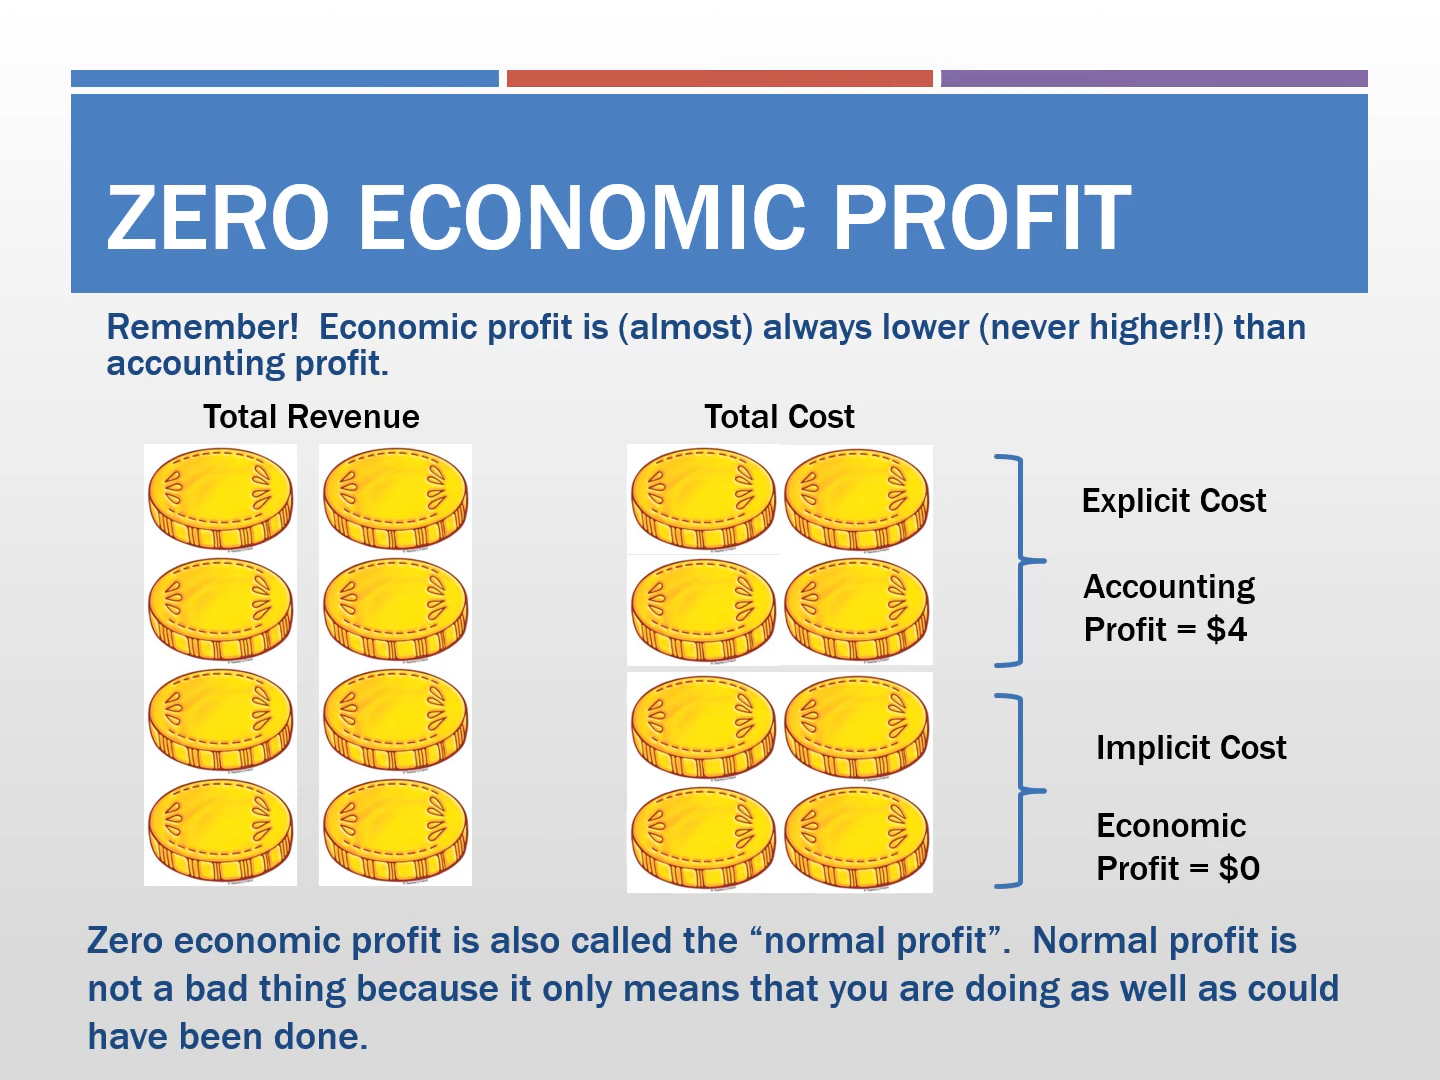 ZERO ECONOMIC PROFIT
Remember!  Economic profit is (almost) always lower (never higher!!) than
accounting profit.
Total Revenue
Total Cost
Explicit Cost
Accounting
Profit = $4
Implicit Cost
Economic
Profit = $0
Zero economic profit is also called the “normal profit”.  Normal profit is
not a bad thing because it only means that you are doing as well as could
have been done.